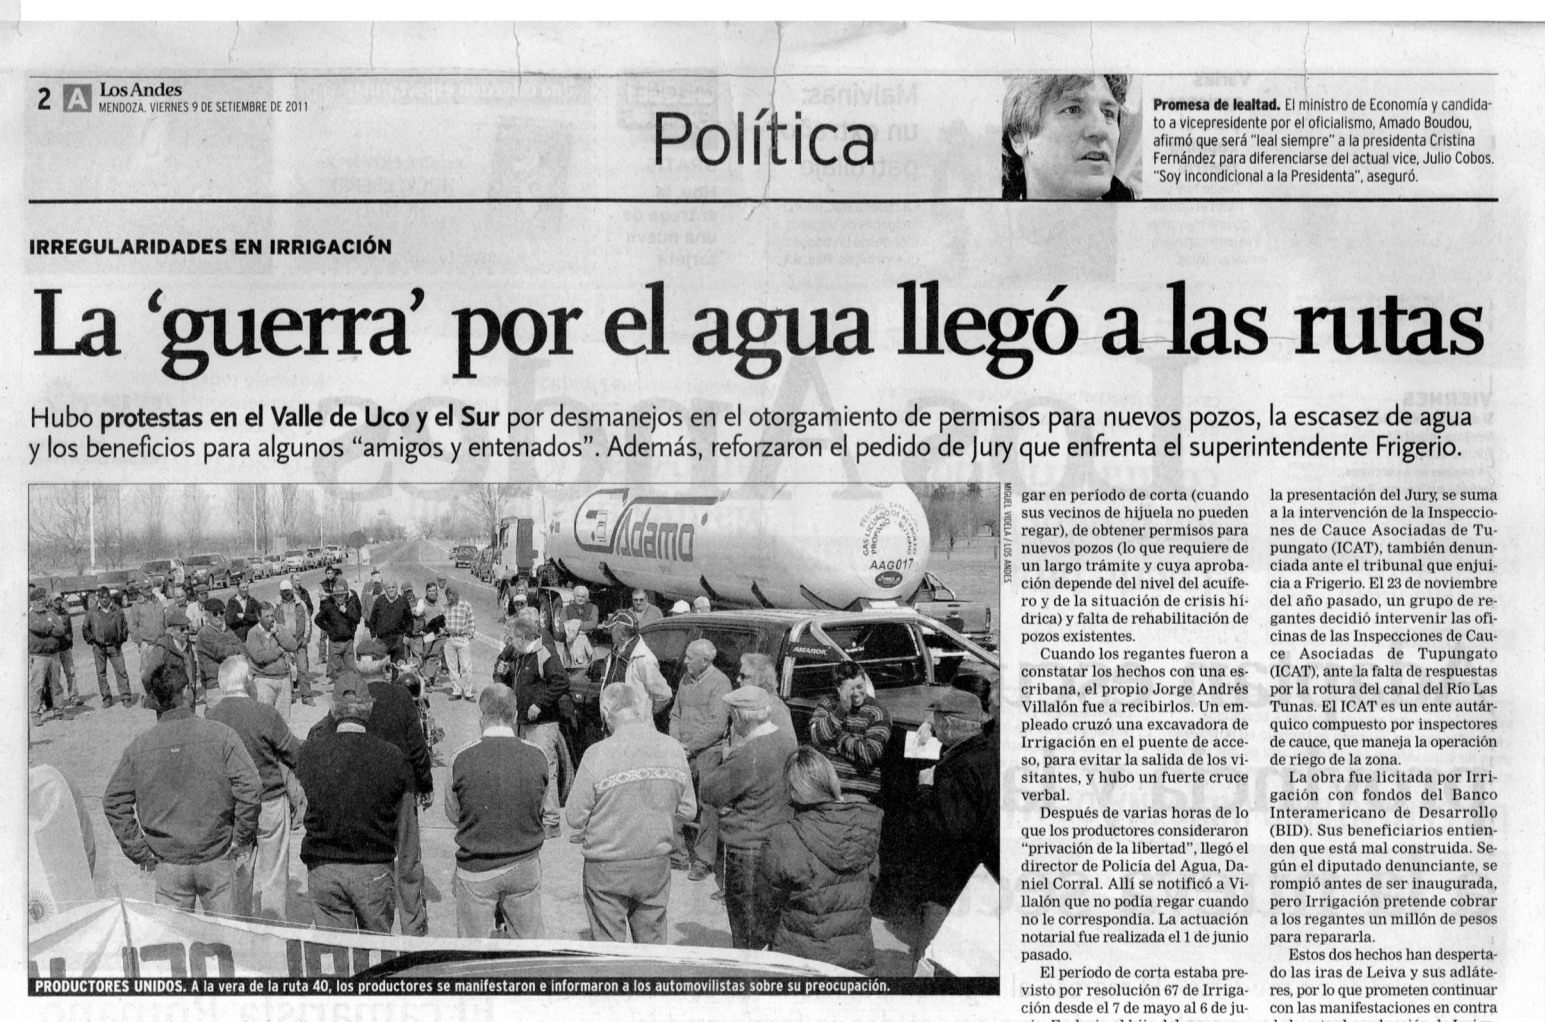 2 A Los Andes
MENDOZA. VIERNES 9 DE SETIEMBRE DE 2011
Política
Promesa de lealtad. El ministro de Economía y candida-
to a vicepresidente por el oficialismo, Amado Boudou,
afirmó que será "leal siempre" a la presidenta Cristina
Fernández para diferenciarse del actual vice, Julio Cobos.
"Soy incondicional a la Presidenta", aseguró.
IRREGULARIDADES EN IRRIGACIÓN
La 'guerra' por el agua llegó a las rutas
Hubo protestas en el Valle de Uco y el Sur por desmanejos en el otorgamiento de permisos para nuevos pozos, la escasez de agua
y los beneficios para algunos "amigos y entenados". Además, reforzaron el pedido de Jury que enfrenta el superintendente Frigerio.
MIGUEL VIDELA / LOS ANDES
Adamo
GAS LICUADO DE PETROLEO
PROPANO - BUTANO
AAG017
AMAROK
PRODUCTORES UNIDOS. A la vera de la ruta 40, los productores se manifestaron e informaron a los automovilistas sobre su preocupación.
gar en período de corta (cuando
sus vecinos de hijuela no pueden
regar), de obtener permisos para
nuevos pozos (lo que requiere de
un largo trámite y cuya aproba-
ción depende del nivel del acuífe-
ro y de la situación de crisis hí-
drica) y falta de rehabilitación de
pozos existentes.
Cuando los regantes fueron a
constatar los hechos con una es-
cribana, el propio Jorge Andrés
Villalón fue a recibirlos. Un em-
pleado cruzó una excavadora de
Irrigación en el puente de acce-
so, para evitar la salida de los vi-
sitantes, y hubo un fuerte cruce
verbal.
Después de varias horas de lo
que los productores consideraron
"privación de la libertad", llegó el
director de Policía del Agua, Da-
niel Corral. Allí se notificó a Vi-
llalón que no podía regar cuando
no le correspondía. La actuación
notarial fue realizada el 1 de junio
pasado.
El período de corta estaba pre-
visto por resolución 67 de Irriga-
ción desde el 7 de mayo al 6 de ju-
la presentación del Jury, se suma
a la intervención de la Inspeccio-
nes de Cauce Asociadas de Tu-
pungato (ICAT), también denun-
ciada ante el tribunal que enjui-
cia a Frigerio. El 23 de noviembre
del año pasado, un grupo de re-
gantes decidió intervenir las ofi-
cinas de las Inspecciones de Cau-
ce Asociadas de Tupungato
(ICAT), ante la falta de respuestas
por la rotura del canal del Río Las
Tunas. El ICAT es un ente autár-
quico compuesto por inspectores
de cauce, que maneja la operación
de riego de la zona.
La obra fue licitada por Irri-
gación con fondos del Banco
Interamericano de Desarrollo
(BID). Sus beneficiarios entien-
den que está mal construida. Se-
gún el diputado denunciante, se
rompió antes de ser inaugurada,
pero Irrigación pretende cobrar
a los regantes un millón de pesos
para repararla.
Estos dos hechos han desperta-
do las iras de Leiva y sus adláte-
res, por lo que prometen continuar
con las manifestaciones en contra